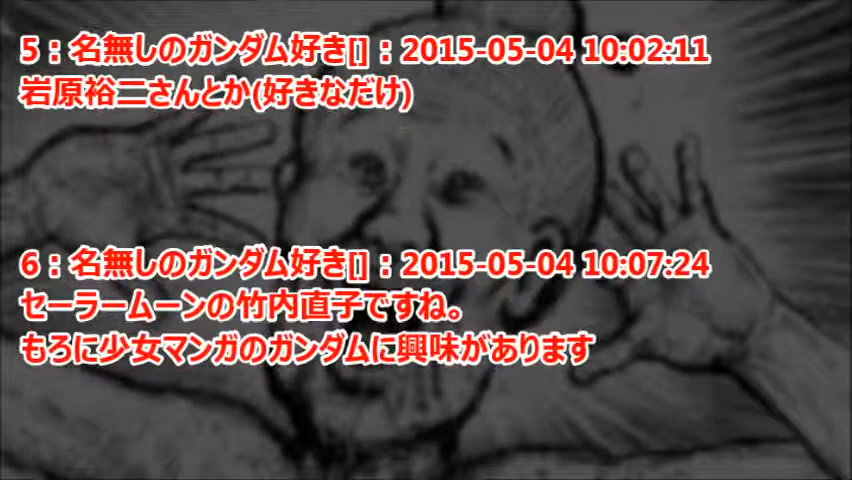 5：名無しのガンダム好き[]：2015-05-04 10:02:11
岩原裕二さんとか(好きなだけ)
6：名無しのガンダム好き[]：2015-05-04 10:07:24
セーラームーンの竹内直子ですね。
もろに少女マンガのガンダムに興味があります